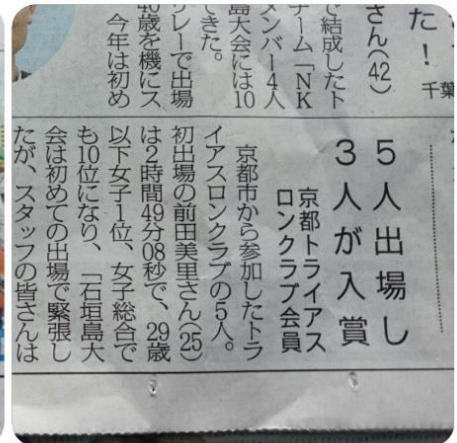 た!
千葉
さん(42)
で結成したト
チーム「NK
メンバー4人
島大会には10
てきた。
リレーで出場
40歳を機にス
今年は初め
5人出場し
3人が入賞
京都トライアス
ロンクラブ会員
京都市から参加したトラ
イアスロンクラブの5人。
初出場の前田美里さん(25)
は2時間49分08秒で、29歳
以下女子1位、女子総合で
も10位になり、「石垣島大
会は初めての出場で緊張し
たが、スタッフの皆さんは